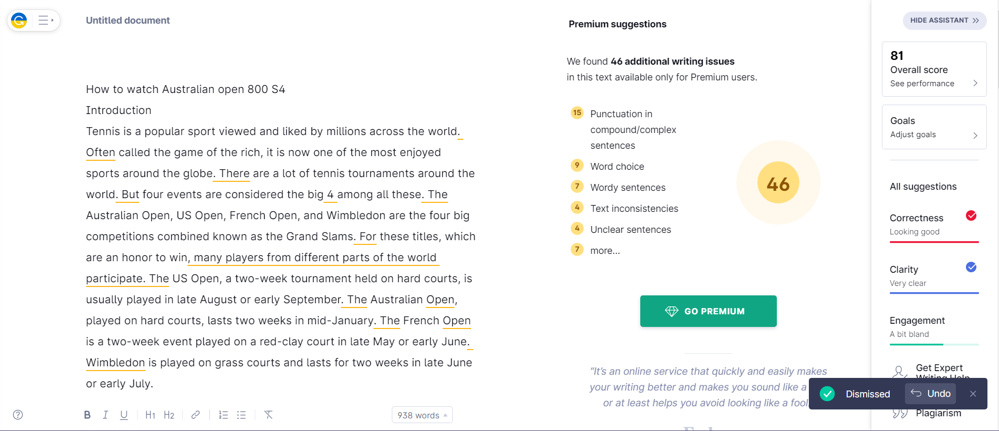 Untitled document
How to watch Australian open 800 S4
Introduction
Tennis is a popular sport viewed and liked by millions across the world.
Often called the game of the rich, it is now one of the most enjoyed
sports around the globe. There are a lot of tennis tournaments around the
world. But four events are considered the big 4 among all these. The
Australian Open, US Open, French Open, and Wimbledon are the four big
competitions combined known as the Grand Slams. For these titles, which
are an honor to win, many players from different parts of the world
participate. The US Open, a two-week tournament held on hard courts, is
usually played in late August or early September. The Australian Open,
played on hard courts, lasts two weeks in mid-January. The French Open
is a two-week event played on a red-clay court in late May or early June.
Wimbledon is played on grass courts and lasts for two weeks in late June
or early July.
B I U H1 H2
938 words
Premium suggestions
We found 46 additional writing issues
in this text available only for Premium users.
15 Punctuation in
compound/complex
sentences
9 Word choice
7 Wordy sentences
4 Text inconsistencies
4 Unclear sentences
7 more...
46
GO PREMIUM
“It’s an online service that quickly and easily makes
your writing better and makes you sound like a
or at least helps you avoid looking like a fool.
HIDE ASSISTANT
81
Overall score
See performance
Goals
Adjust goals
All suggestions
Correctness
Looking good
Clarity
Very clear
Engagement
A bit bland
Get Expert
Writing Help
Dismissed Undo
Plagiarism